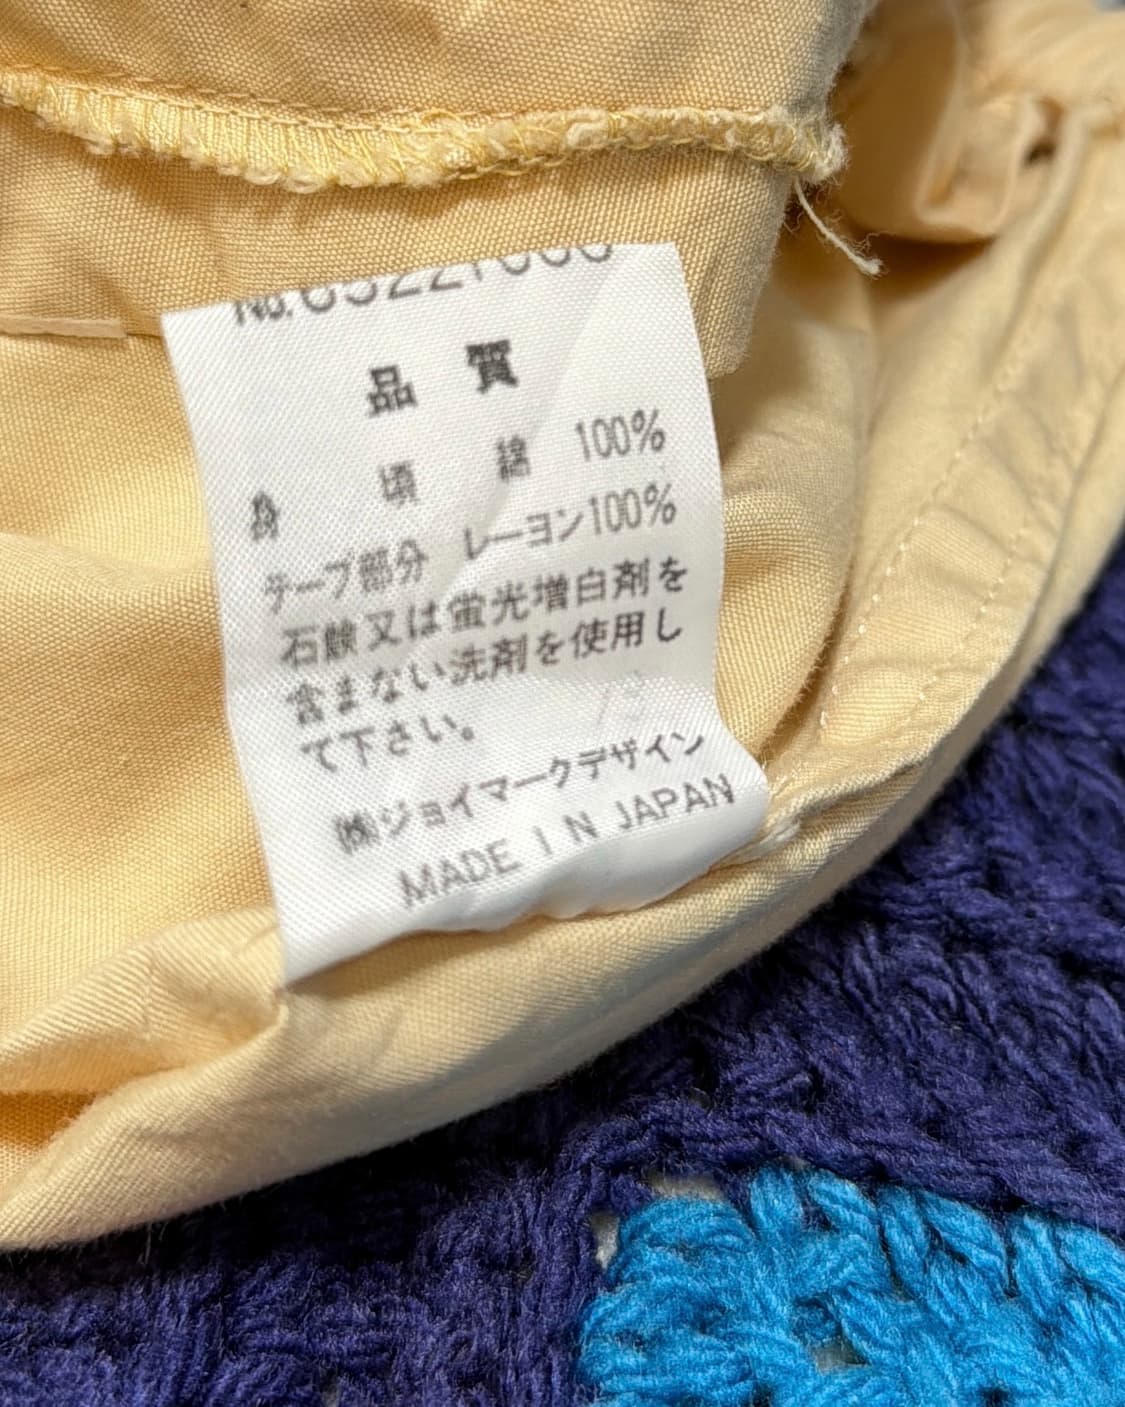 品 質
身 頃 綿 100%
テープ部分 レーヨン100%
石鹸又は蛍光増白剤を
含まない洗剤を使用し
て下さい。
㈱ジョイマークデザイン
MADE IN JAPAN